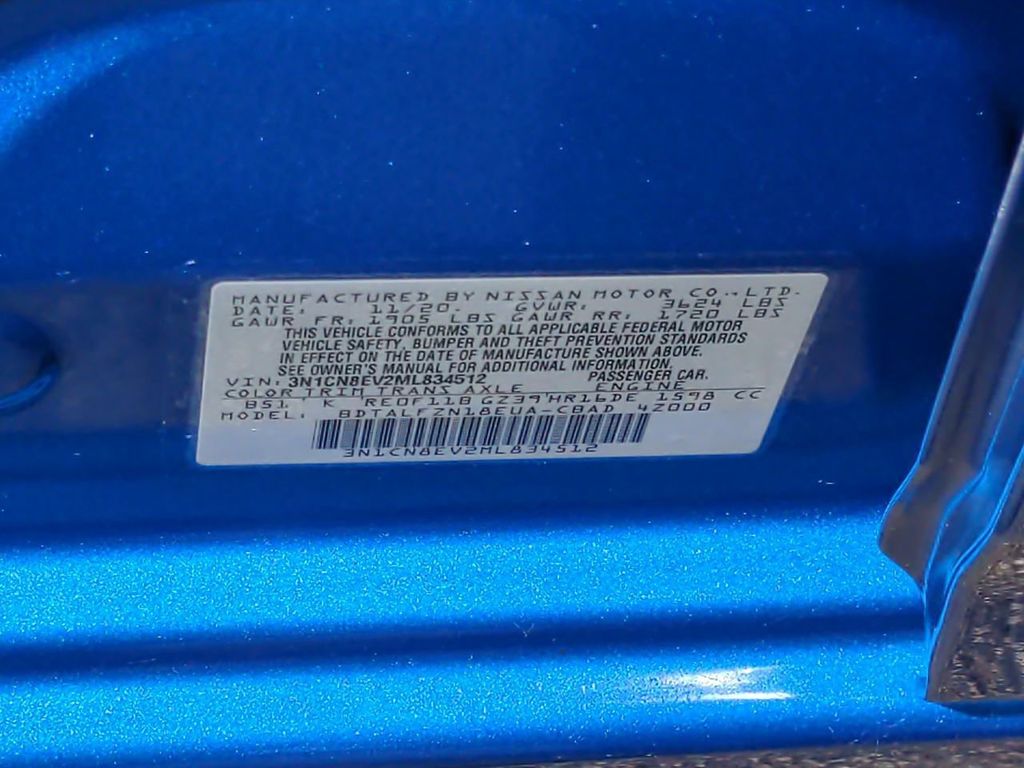 MANUFACTURED BY NISSAN MOTOR CO., LTD.
DATE: 11/20. GVWR: 3624 LBS
GAWR FR: 1905 LBS GAWR RR: 1720 LBS
THIS VEHICLE CONFORMS TO ALL APPLICABLE FEDERAL MOTOR
VEHICLE SAFETY, BUMPER AND THEFT PREVENTION STANDARDS
IN EFFECT ON THE DATE OF MANUFACTURE SHOWN ABOVE.
SEE OWNER'S MANUAL FOR ADDITIONAL INFORMATION.
VIN: 3N1CN8EV2ML834512 PASSENGER CAR.
COLOR TRIM TRANS AXLE ENGINE
B51 K RE0F11B GZ39 HR16DE 1598 CC
MODEL: BDTALFZN18EUA-CBAD 4Z000
3N1CN8EV2ML834512